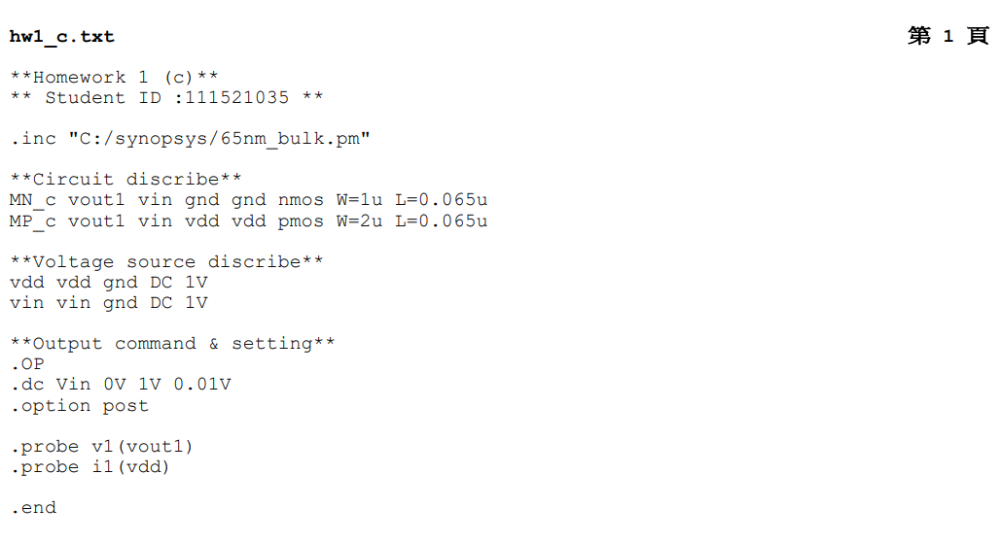 hw1_c.txt 第 1 頁
**Homework 1 (c)**
** Student ID :111521035 **
.inc "C:/synopsys/65nm_bulk.pm"
**Circuit discribe**
MN_c vout1 vin gnd gnd nmos W=1u L=0.065u
MP_c vout1 vin vdd vdd pmos W=2u L=0.065u
**Voltage source discribe**
vdd vdd gnd DC 1V
vin vin gnd DC 1V
**Output command & setting**
.OP
.dc Vin 0V 1V 0.01V
.option post
.probe v1(vout1)
.probe i1(vdd)
.end